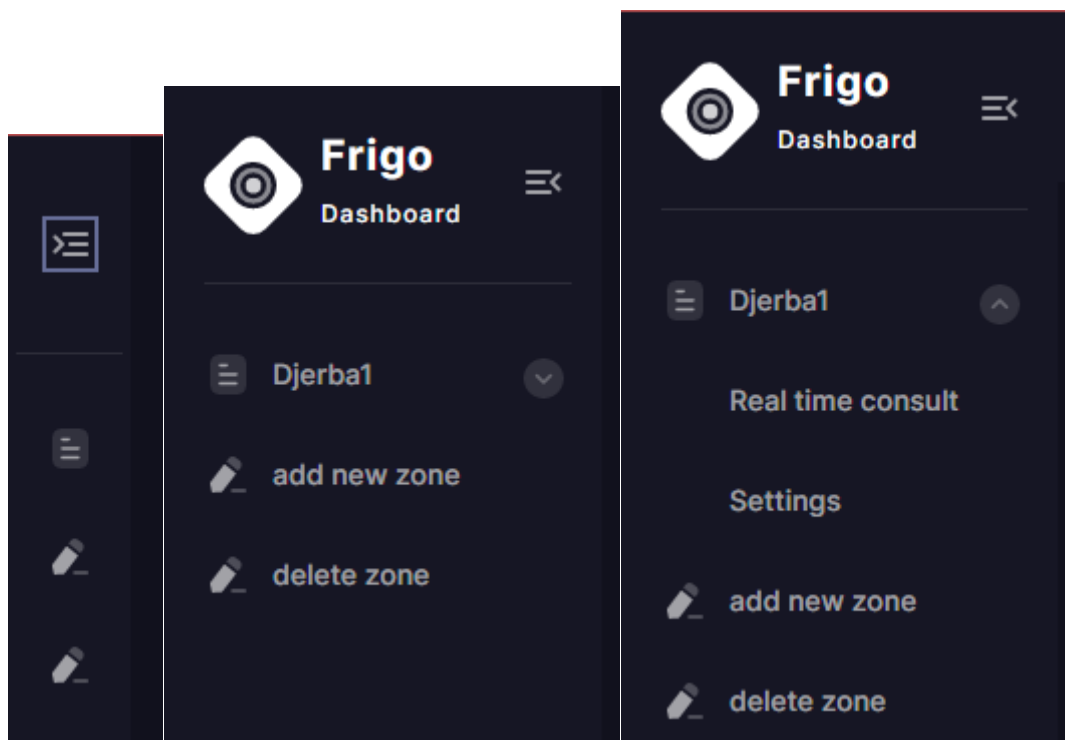 Frigo
Dashboard
Djerba1
add new zone
delete zone
Frigo
Dashboard
Djerba1
Real time consult
Settings
add new zone
delete zone